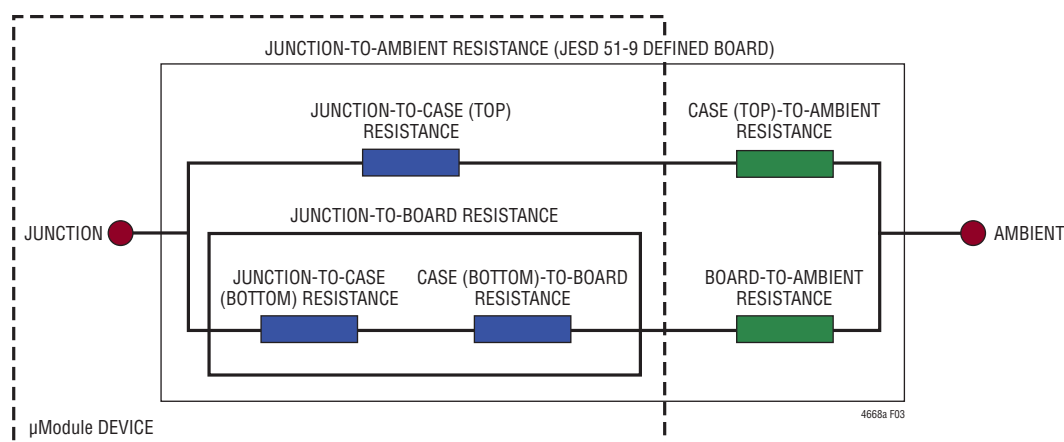 JUNCTION-TO-AMBIENT RESISTANCE (JESD 51-9 DEFINED BOARD)
JUNCTION-TO-CASE (TOP)
RESISTANCE
CASE (TOP)-TO-AMBIENT
RESISTANCE
JUNCTION-TO-BOARD RESISTANCE
JUNCTION
AMBIENT
JUNCTION-TO-CASE
(BOTTOM) RESISTANCE
CASE (BOTTOM)-TO-BOARD
RESISTANCE
BOARD-TO-AMBIENT
RESISTANCE
4668a F03
µModule DEVICE